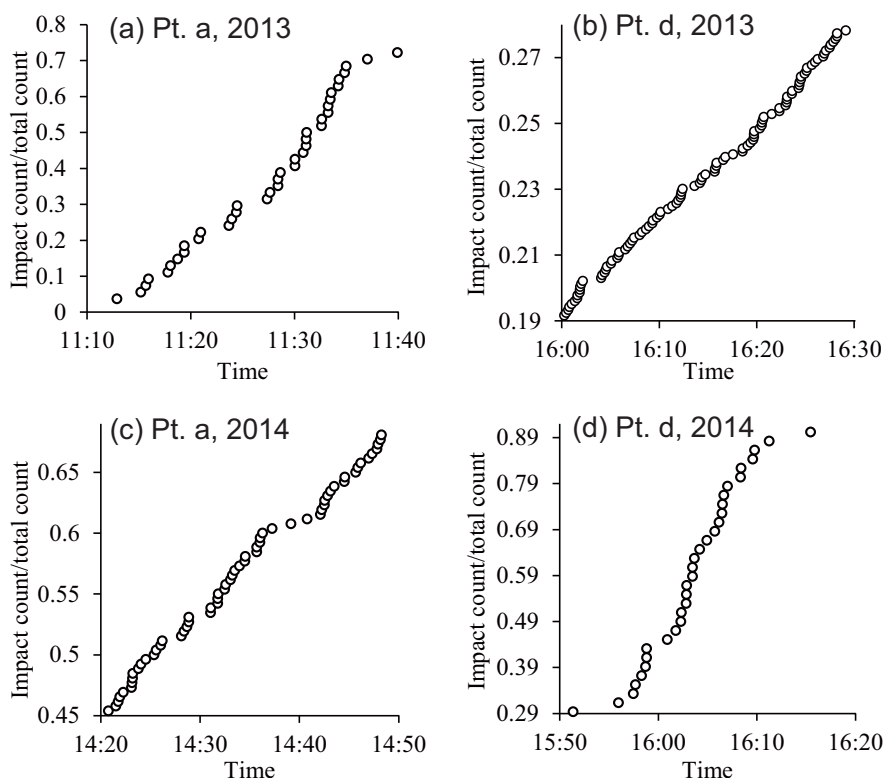 (a) Pt. a, 2013
Impact count/total count
0.8
0.7
0.6
0.5
0.4
0.3
0.2
0.1
0
11:10 11:20 11:30 11:40
Time
(b) Pt. d, 2013
Impact count/total count
0.27
0.25
0.23
0.21
0.19
16:00 16:10 16:20 16:30
Time
(c) Pt. a, 2014
Impact count/total count
0.65
0.6
0.55
0.5
0.45
14:20 14:30 14:40 14:50
Time
(d) Pt. d, 2014
Impact count/total count
0.89
0.79
0.69
0.59
0.49
0.39
0.29
15:50 16:00 16:10 16:20
Time